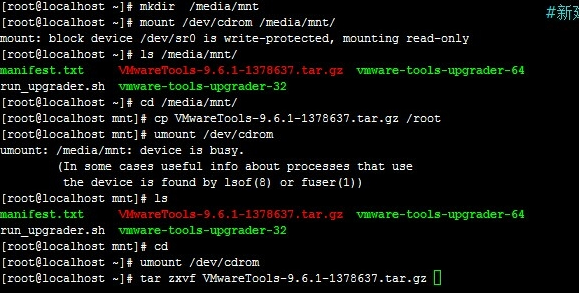 [root@localhost ~]# mkdir  /media/mnt
#新建
[root@localhost ~]# mount /dev/cdrom /media/mnt/
mount: block device /dev/sr0 is write-protected, mounting read-only
[root@localhost ~]# ls /media/mnt/
manifest.txt     VMwareTools-9.6.1-1378637.tar.gz  vmware-tools-upgrader-64
run_upgrader.sh  vmware-tools-upgrader-32
[root@localhost ~]# cd /media/mnt/
[root@localhost mnt]# cp VMwareTools-9.6.1-1378637.tar.gz /root
[root@localhost mnt]# umount /dev/cdrom
umount: /media/mnt: device is busy.
        (In some cases useful info about processes that use
         the device is found by lsof(8) or fuser(1))
[root@localhost mnt]# ls
manifest.txt     VMwareTools-9.6.1-1378637.tar.gz  vmware-tools-upgrader-64
run_upgrader.sh  vmware-tools-upgrader-32
[root@localhost mnt]# cd
[root@localhost ~]# umount /dev/cdrom
[root@localhost ~]# tar zxvf VMwareTools-9.6.1-1378637.tar.gz